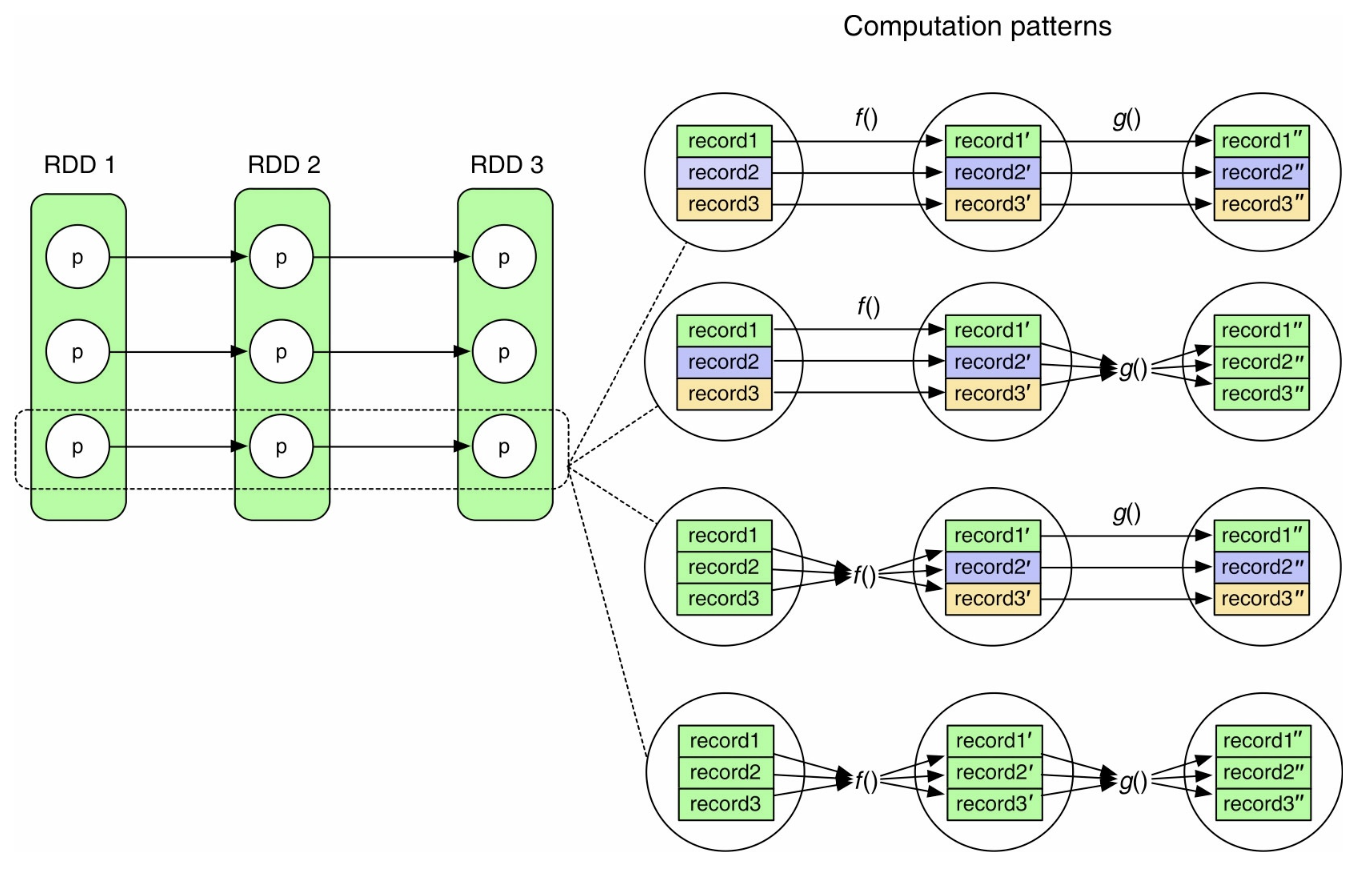 Computation patterns
RDD 1 RDD 2 RDD 3
p p p
p p p
p p p
f() g()
record1 record1′ record1″
record2 record2′ record2″
record3 record3′ record3″
f()
record1 record1′ record1″
record2 record2′ g() record2″
record3 record3′ record3″
g()
record1 record1′ record1″
record2 f() record2′ record2″
record3 record3′ record3″
record1 record1′ record1″
record2 f() record2′ g() record2″
record3 record3′ record3″